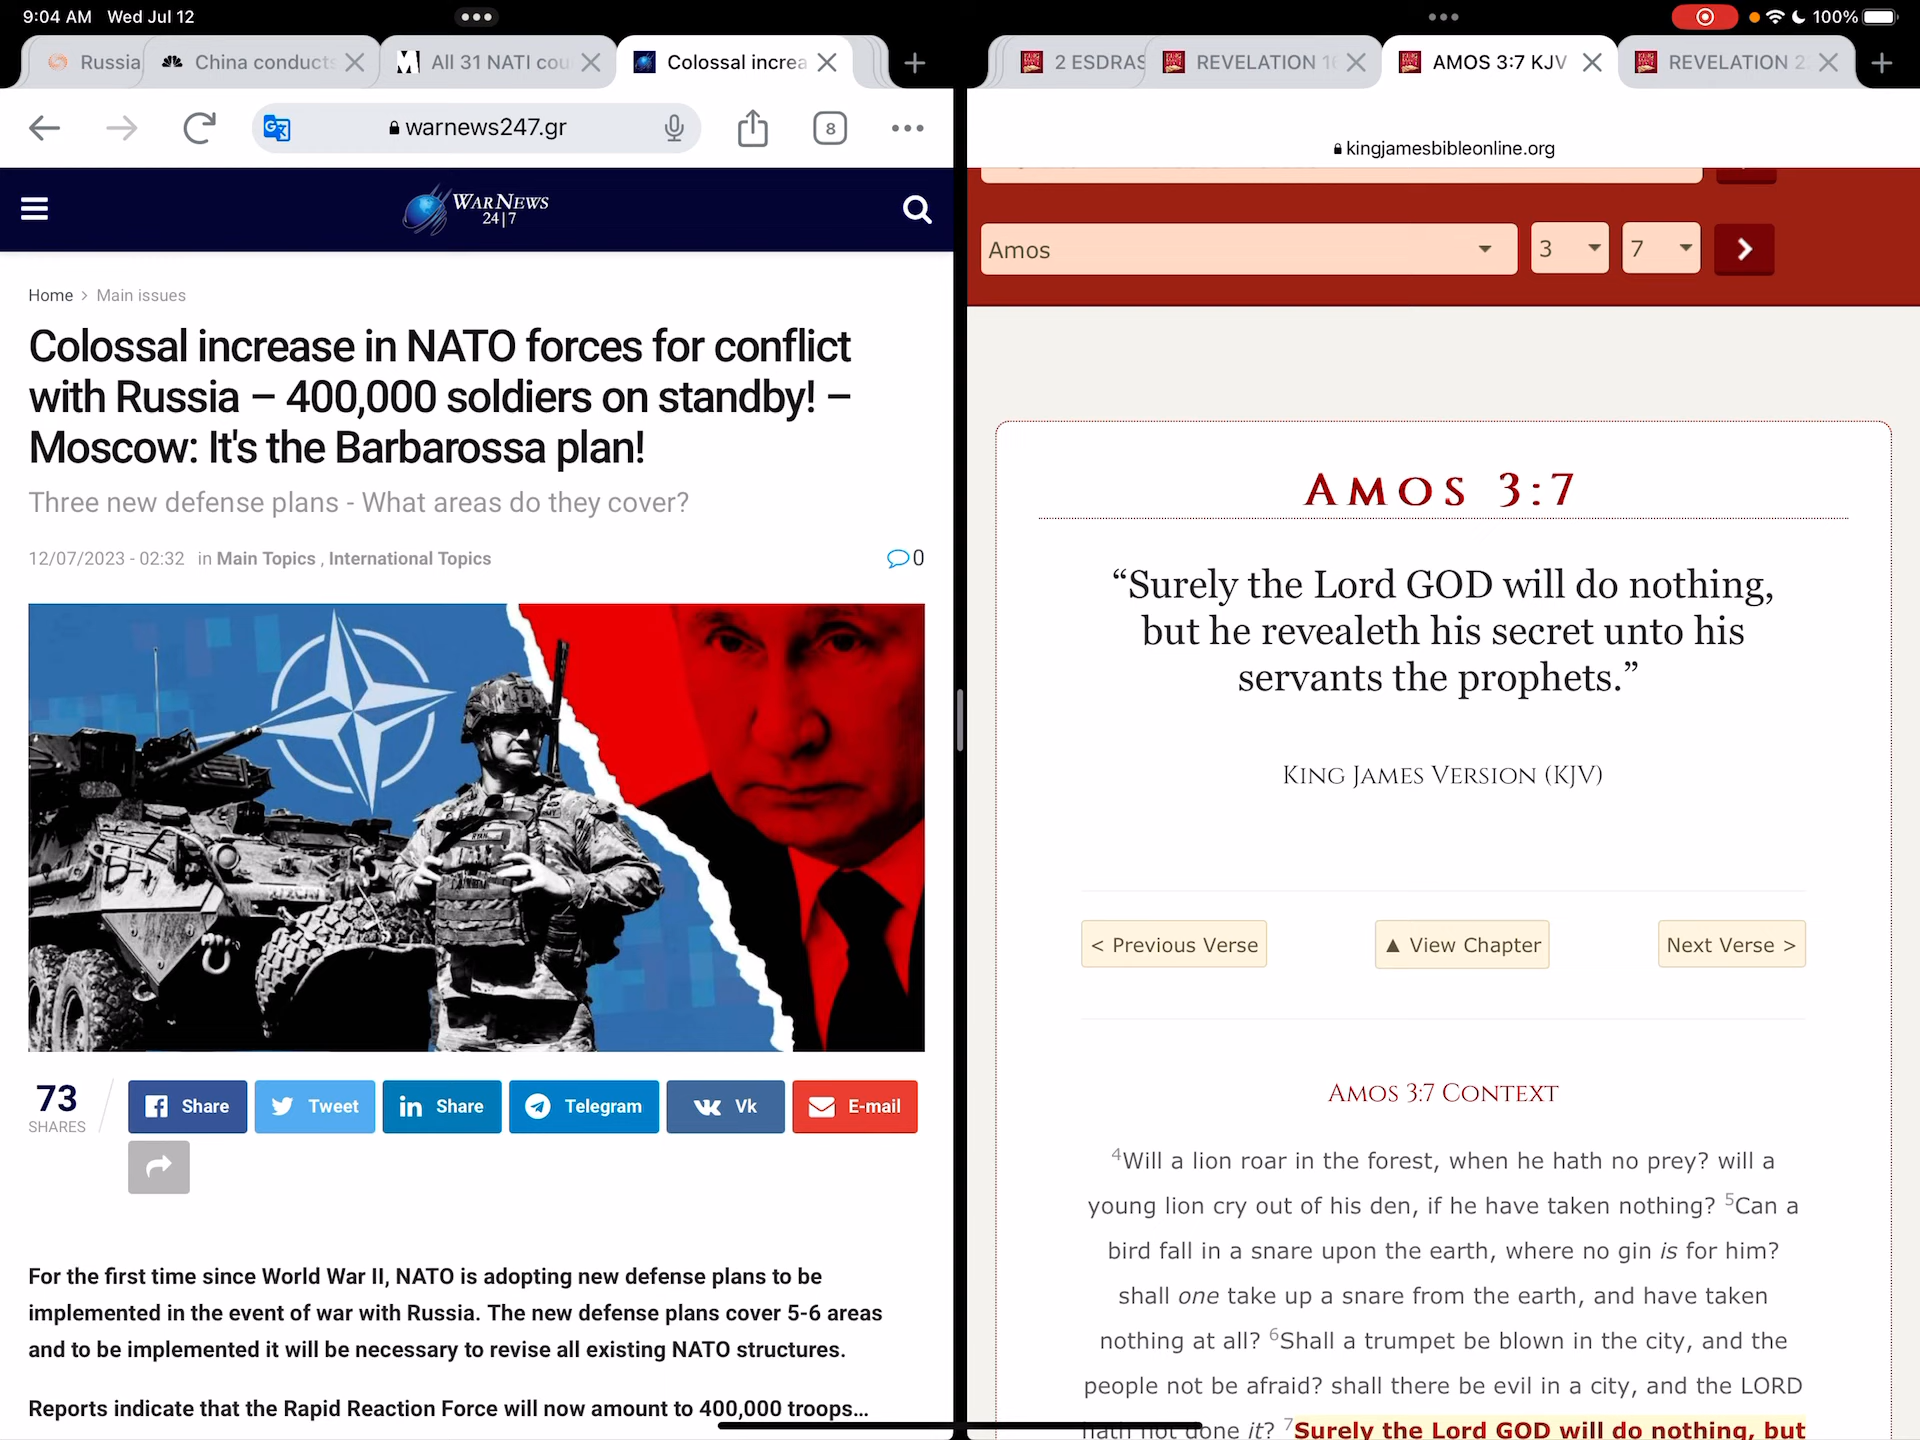 9:04 AM Wed Jul 12
100%
Russia
China conducts
All 31 NATI cou
Colossal increa
warnews247.gr
8
WAR NEWS
24|7
Home > Main issues
Colossal increase in NATO forces for conflict
with Russia – 400,000 soldiers on standby! –
Moscow: It's the Barbarossa plan!
Three new defense plans - What areas do they cover?
12/07/2023 - 02:32 in Main Topics , International Topics
0
73
SHARES
Share
Tweet
Share
Telegram
Vk
E-mail
For the first time since World War II, NATO is adopting new defense plans to be
implemented in the event of war with Russia. The new defense plans cover 5-6 areas
and to be implemented it will be necessary to revise all existing NATO structures.
Reports indicate that the Rapid Reaction Force will now amount to 400,000 troops...
2 ESDRAS
REVELATION 16
AMOS 3:7 KJV
REVELATION 2
kingjamesbibleonline.org
Amos
3
7
AMOS 3:7
“Surely the Lord GOD will do nothing,
but he revealeth his secret unto his
servants the prophets.”
KING JAMES VERSION (KJV)
< Previous Verse
▲ View Chapter
Next Verse >
AMOS 3:7 CONTEXT
4Will a lion roar in the forest, when he hath no prey? will a
young lion cry out of his den, if he have taken nothing? 5Can a
bird fall in a snare upon the earth, where no gin is for him?
shall one take up a snare from the earth, and have taken
nothing at all? 6Shall a trumpet be blown in the city, and the
people not be afraid? shall there be evil in a city, and the LORD
hath not done it? 7Surely the Lord GOD will do nothing, but